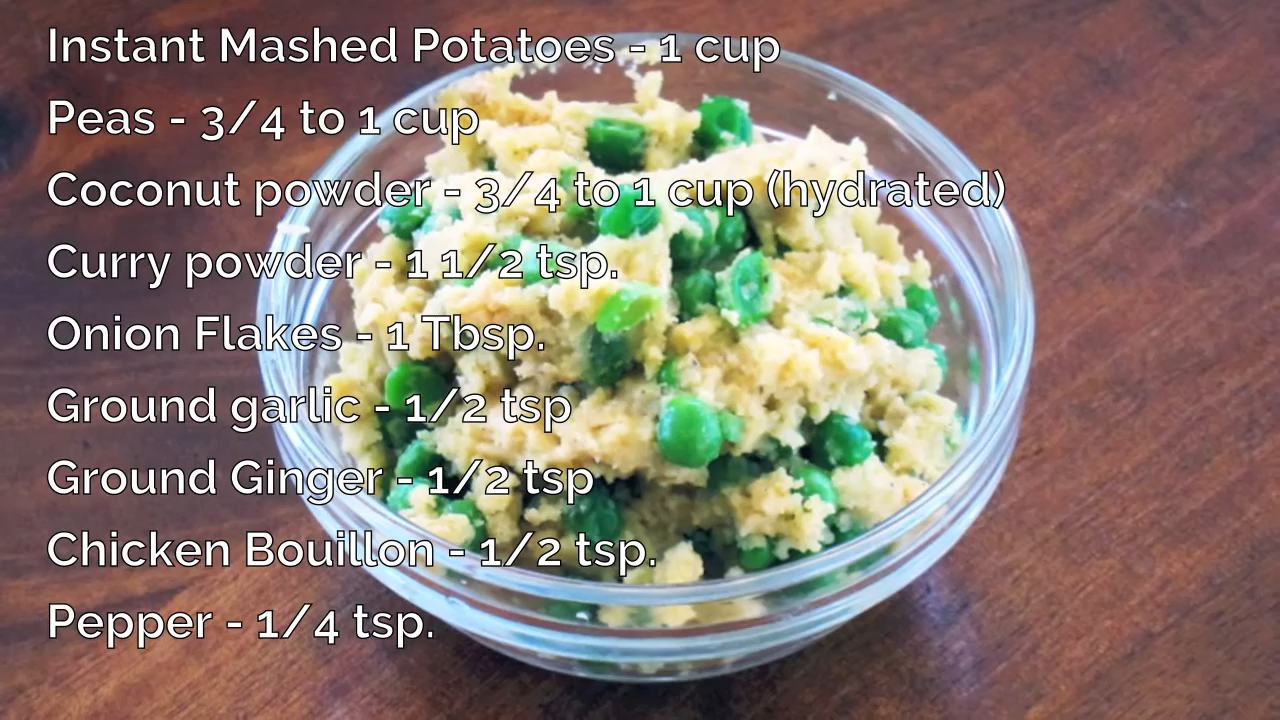 Instant Mashed Potatoes - 1 cup
Peas - 3/4 to 1 cup
Coconut powder - 3/4 to 1 cup (hydrated)
Curry powder - 1 1/2 tsp.
Onion Flakes - 1 Tbsp.
Ground garlic - 1/2 tsp
Ground Ginger - 1/2 tsp
Chicken Bouillon - 1/2 tsp.
Pepper - 1/4 tsp.